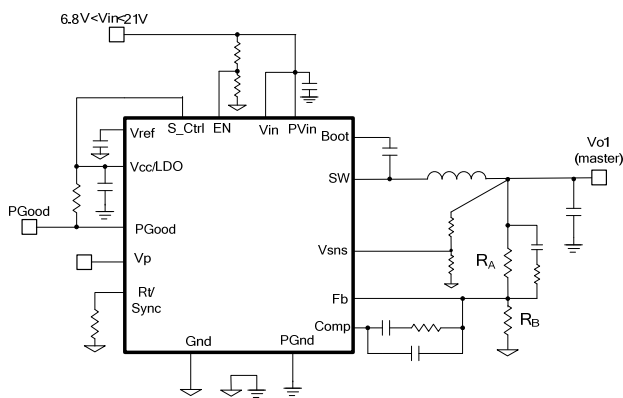 6.8V<Vin<21V
S_Ctrl EN Vin PVin
Vref
Boot
Vcc/LDO
Vo1
(master)
SW
PGood
PGood
Vsns
RA
Vp
Rt/
Sync
Fb
RB
Comp
Gnd
PGnd